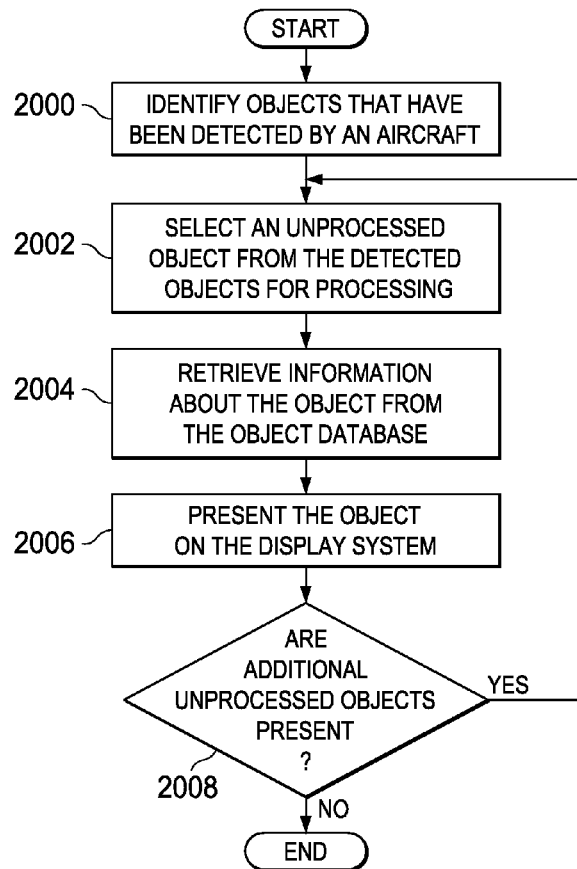 START
2000
IDENTIFY OBJECTS THAT HAVE
BEEN DETECTED BY AN AIRCRAFT
2002
SELECT AN UNPROCESSED
OBJECT FROM THE DETECTED
OBJECTS FOR PROCESSING
2004
RETRIEVE INFORMATION
ABOUT THE OBJECT FROM
THE OBJECT DATABASE
2006
PRESENT THE OBJECT
ON THE DISPLAY SYSTEM
ARE
ADDITIONAL
UNPROCESSED OBJECTS
PRESENT
?
YES
2008
NO
END